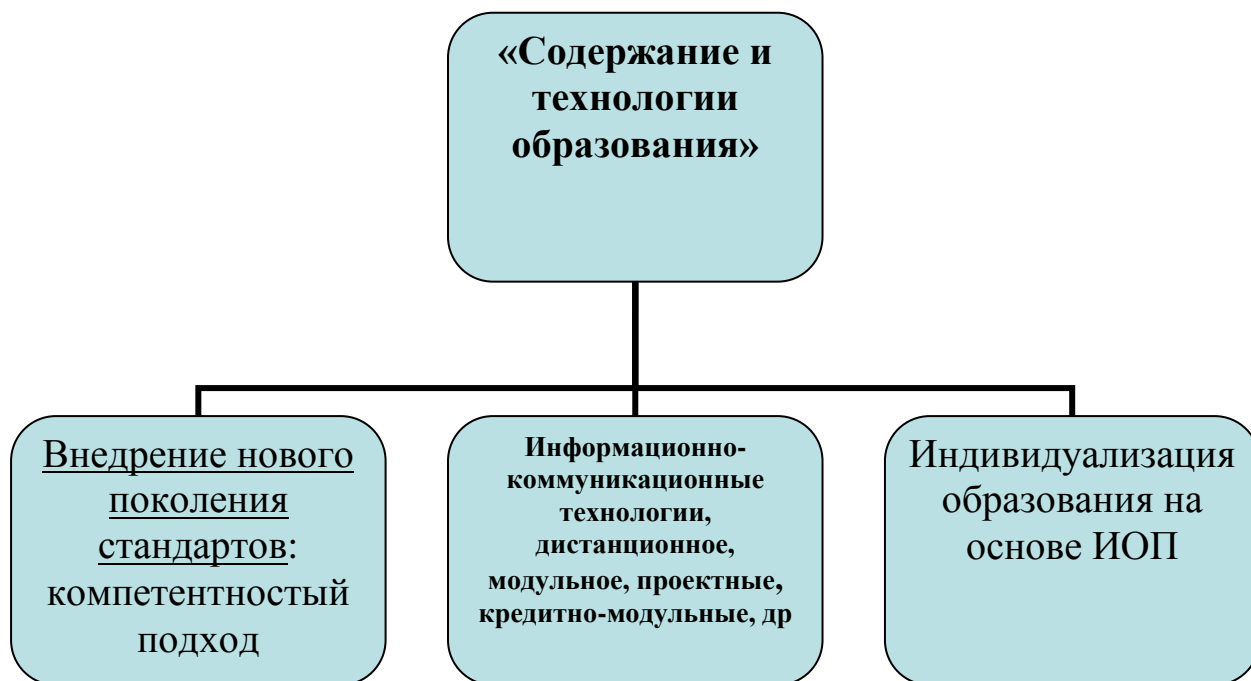 «Содержание и
технологии
образования»
Внедрение нового
поколения
стандартов:
компетентностый
подход
Информационно-
коммуникационные
технологии,
дистанционное,
модульное, проектные,
кредитно-модульные, др
Индивидуализация
образования на
основе ИОП